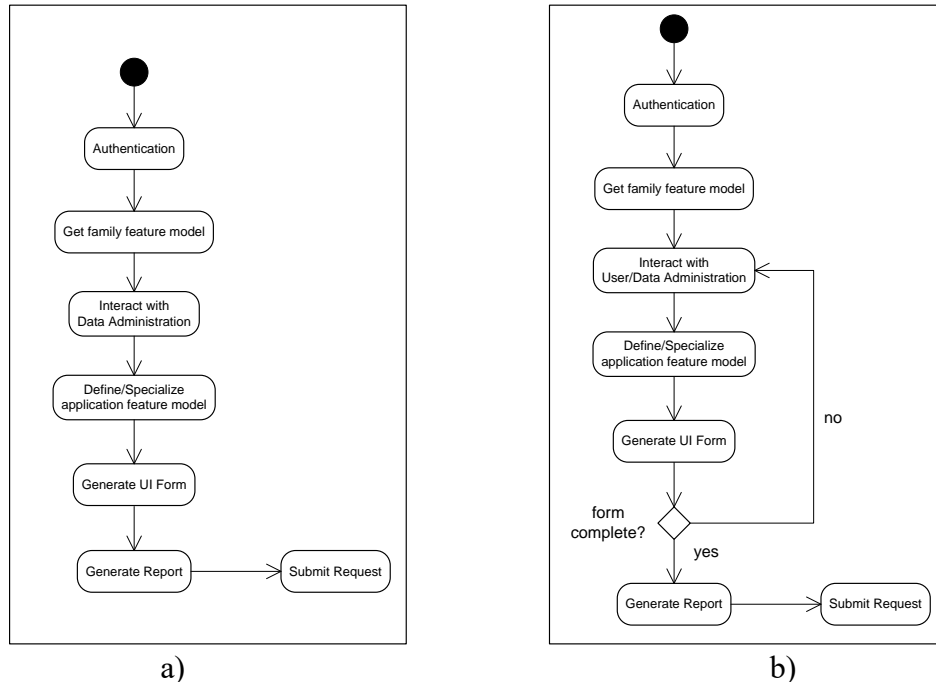 Authentication
Get family feature model
Interact with
Data Administration
Define/Specialize
application feature model
Generate UI Form
Generate Report
Submit Request
a)
Authentication
Get family feature model
Interact with
User/Data Administration
Define/Specialize
application feature model
Generate UI Form
no
form
complete?
yes
Generate Report
Submit Request
b)